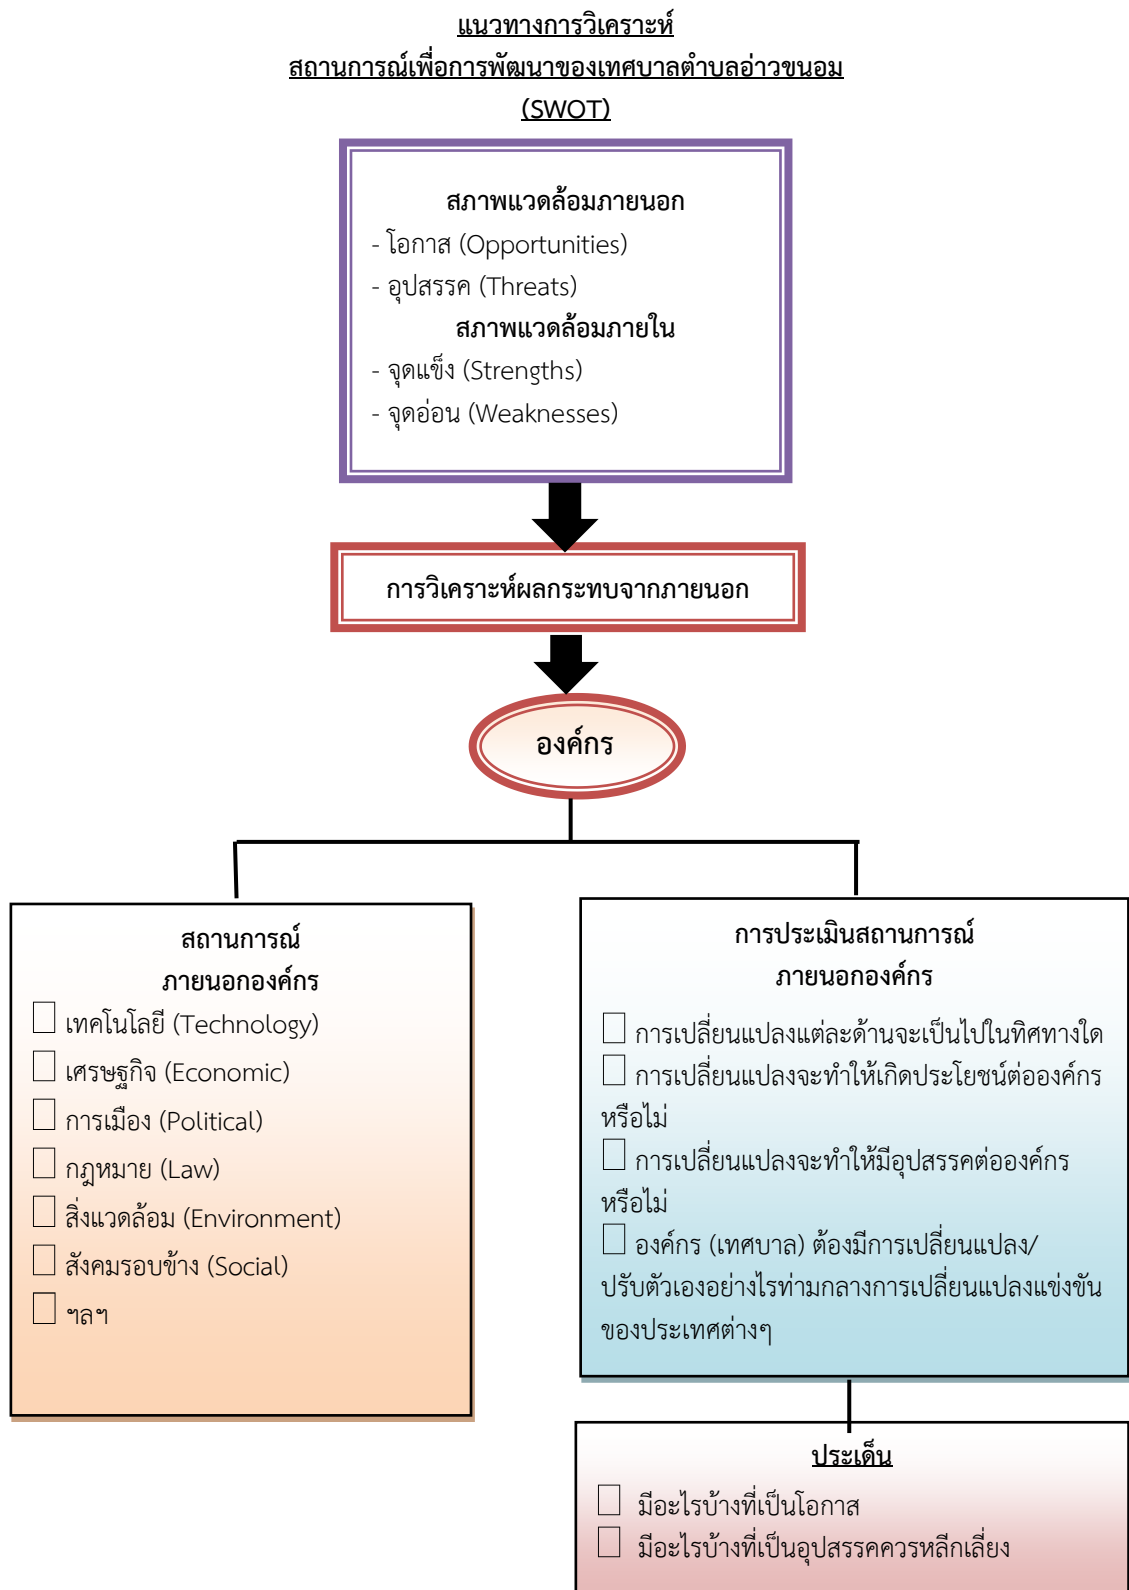 แนวทางการวิเคราะห์
สถานการณ์เพื่อการพัฒนาของเทศบาลตำบลอ่าวขนอม
(SWOT)
สภาพแวดล้อมภายนอก
- โอกาส (Opportunities)
- อุปสรรค (Threats)
สภาพแวดล้อมภายใน
- จุดแข็ง (Strengths)
- จุดอ่อน (Weaknesses)
การวิเคราะห์ผลกระทบจากภายนอก
องค์กร
สถานการณ์
ภายนอกองค์กร
เทคโนโลยี (Technology)
เศรษฐกิจ (Economic)
การเมือง (Political)
กฎหมาย (Law)
สิ่งแวดล้อม (Environment)
สังคมรอบข้าง (Social)
ฯลฯ
การประเมินสถานการณ์
ภายนอกองค์กร
การเปลี่ยนแปลงแต่ละด้านจะเป็นไปในทิศทางใด
การเปลี่ยนแปลงจะทำให้เกิดประโยชน์ต่อองค์กร
หรือไม่
การเปลี่ยนแปลงจะทำให้มีอุปสรรคต่อองค์กร
หรือไม่
องค์กร (เทศบาล) ต้องมีการเปลี่ยนแปลง/
ปรับตัวเองอย่างไรท่ามกลางการเปลี่ยนแปลงแข่งขัน
ของประเทศต่างๆ
ประเด็น
มีอะไรบ้างที่เป็นโอกาส
มีอะไรบ้างที่เป็นอุปสรรคควรหลีกเลี่ยง